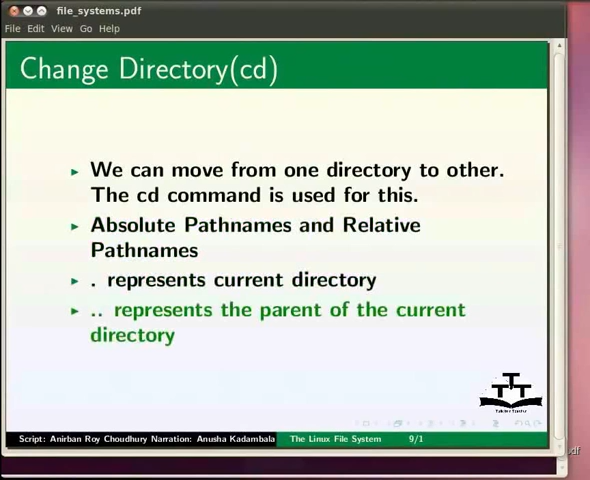 file_systems.pdf
File Edit View Go Help
Change Directory(cd)
We can move from one directory to other.
The cd command is used for this.
Absolute Pathnames and Relative
Pathnames
. represents current directory
.. represents the parent of the current
directory
Script: Anirban Roy Choudhury Narration: Anusha Kadambala
The Linux File System
9/1